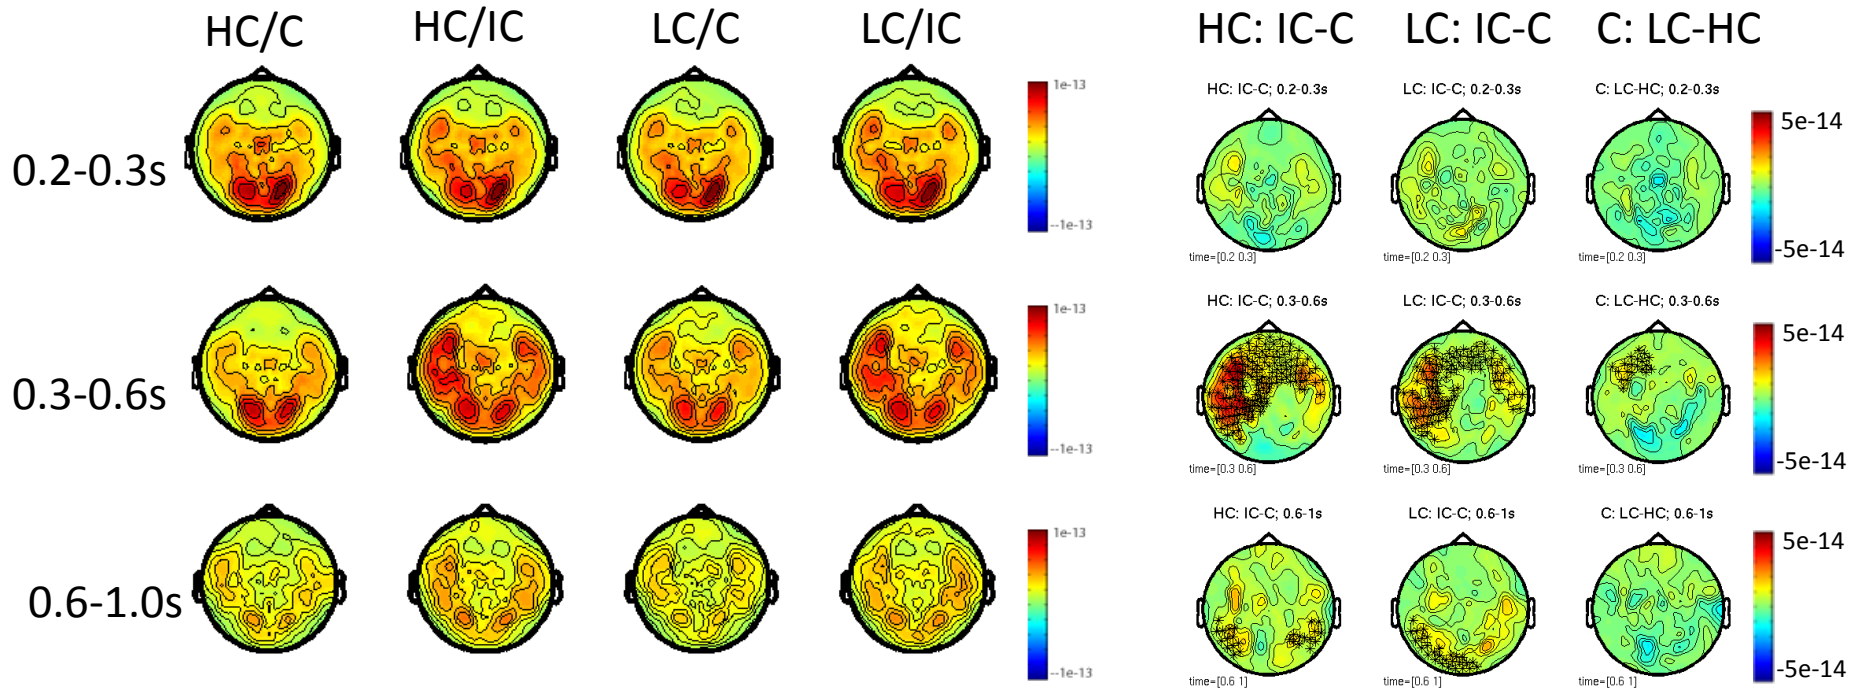 HC/C HC/IC LC/C LC/IC HC: IC-C LC: IC-C C: LC-HC
0.2-0.3s
1e-13
--1e-13
HC: IC-C; 0.2-0.3s LC: IC-C; 0.2-0.3s C: LC-HC; 0.2-0.3s
time=[0.2 0.3] time=[0.2 0.3] time=[0.2 0.3]
5e-14
-5e-14
0.3-0.6s
1e-13
--1e-13
HC: IC-C; 0.3-0.6s LC: IC-C; 0.3-0.6s C: LC-HC; 0.3-0.6s
time=[0.3 0.6] time=[0.3 0.6] time=[0.3 0.6]
5e-14
-5e-14
0.6-1.0s
1e-13
--1e-13
HC: IC-C; 0.6-1s LC: IC-C; 0.6-1s C: LC-HC; 0.6-1s
time=[0.6 1] time=[0.6 1] time=[0.6 1]
5e-14
-5e-14